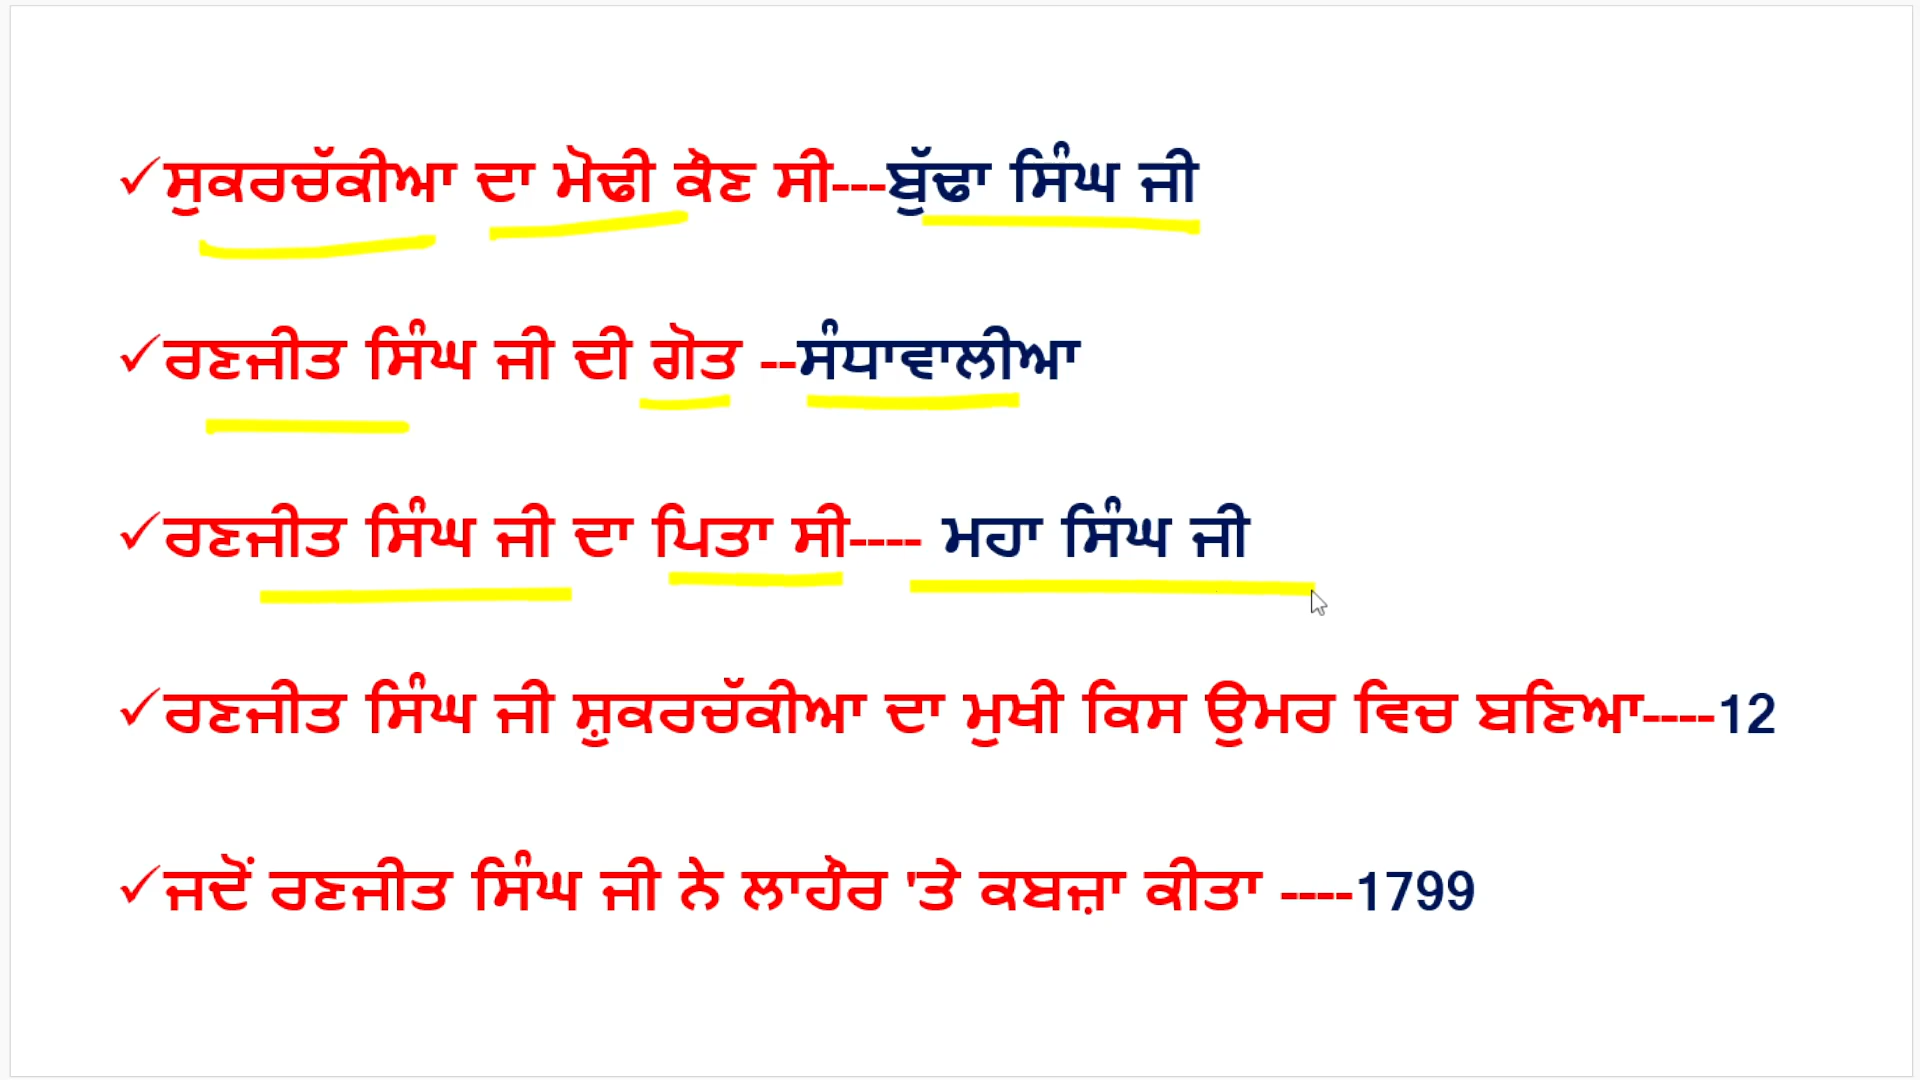 ✓ਸੁਕਰਚੱਕੀਆ ਦਾ ਮੋਢੀ ਕੌਣ ਸੀ---ਬੁੱਢਾ ਸਿੰਘ ਜੀ
✓ਰਣਜੀਤ ਸਿੰਘ ਜੀ ਦੀ ਗੋਤ --ਸੰਧਾਵਾਲੀਆ
✓ਰਣਜੀਤ ਸਿੰਘ ਜੀ ਦਾ ਪਿਤਾ ਸੀ---- ਮਹਾ ਸਿੰਘ ਜੀ
✓ਰਣਜੀਤ ਸਿੰਘ ਜੀ ਸ਼ੁਕਰਚੱਕੀਆ ਦਾ ਮੁਖੀ ਕਿਸ ਉਮਰ ਵਿਚ ਬਣਿਆ----12
✓ਜਦੋਂ ਰਣਜੀਤ ਸਿੰਘ ਜੀ ਨੇ ਲਾਹੌਰ 'ਤੇ ਕਬਜ਼ਾ ਕੀਤਾ ----1799